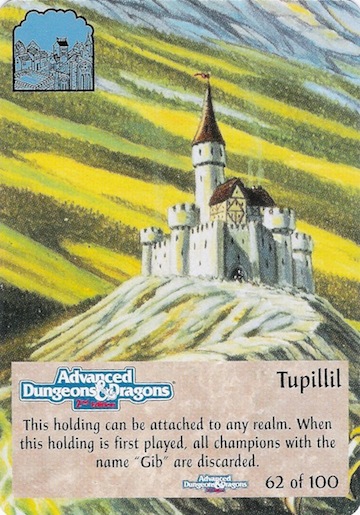 Tupillil
Advanced
Dungeons & Dragons
2nd Edition
This holding can be attached to any realm. When
this holding is first played, all champions with the
name “Gib” are discarded.
Advanced
Dungeons & Dragons
62 of 100